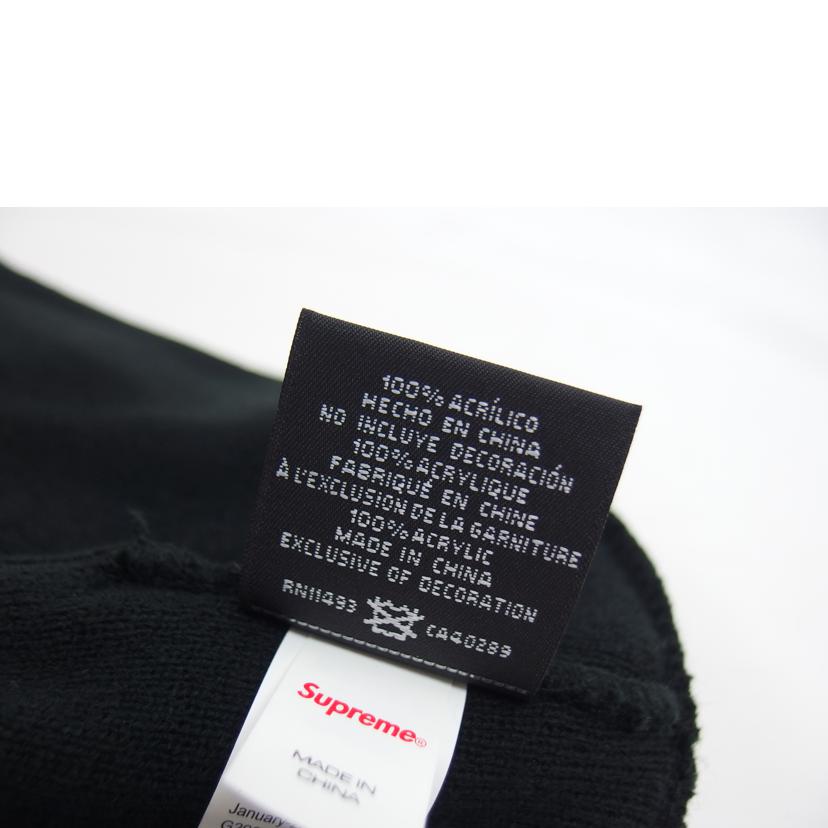 100% ACRÍLICO
HECHO EN CHINA
NO INCLUYE DECORACIÓN
100% ACRYLIQUE
FABRIQUÉ EN CHINE
À L'EXCLUSION DE LA GARNITURE
100% ACRYLIC
MADE IN CHINA
EXCLUSIVE OF DECORATION
RN11493 CA40289
Supreme®
MADE IN
CHINA
January